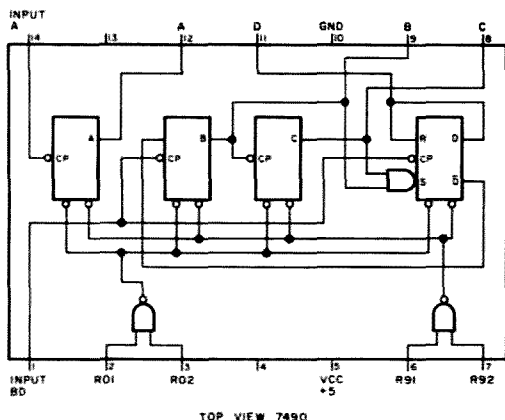 INPUT
A
A D GND B C
14 13 12 11 10 9 8
A B C R D
CP CP CP CP
S D̅
1 2 3 4 5 6 7
INPUT
BD
R01 R02 VCC
+5
R91 R92
TOP VIEW 7490